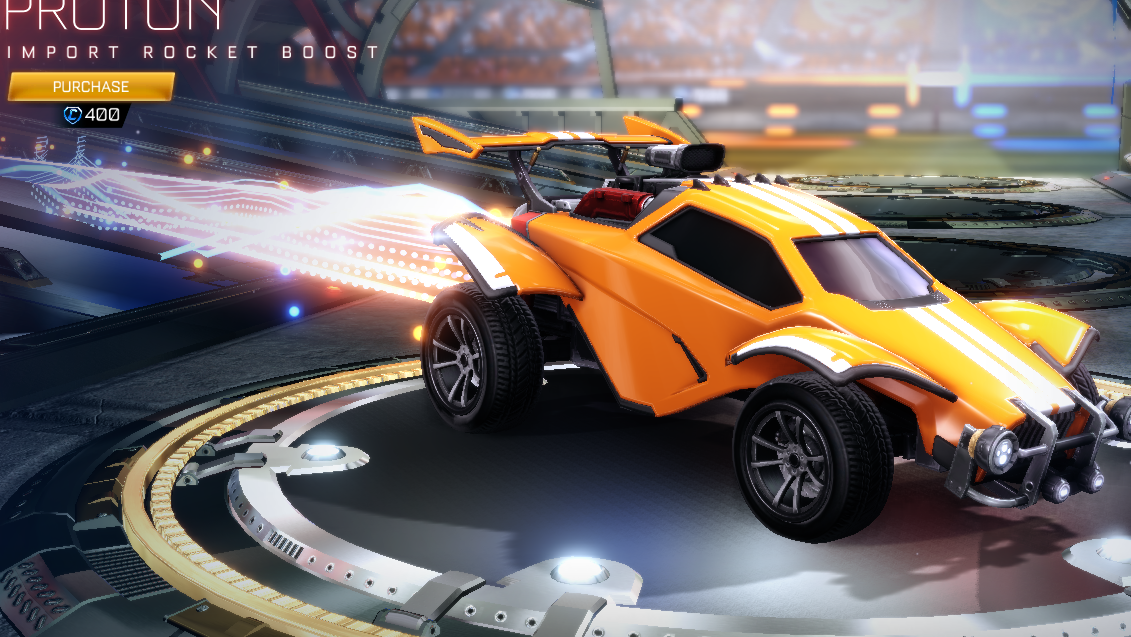 PROTON
IMPORT ROCKET BOOST
PURCHASE
400